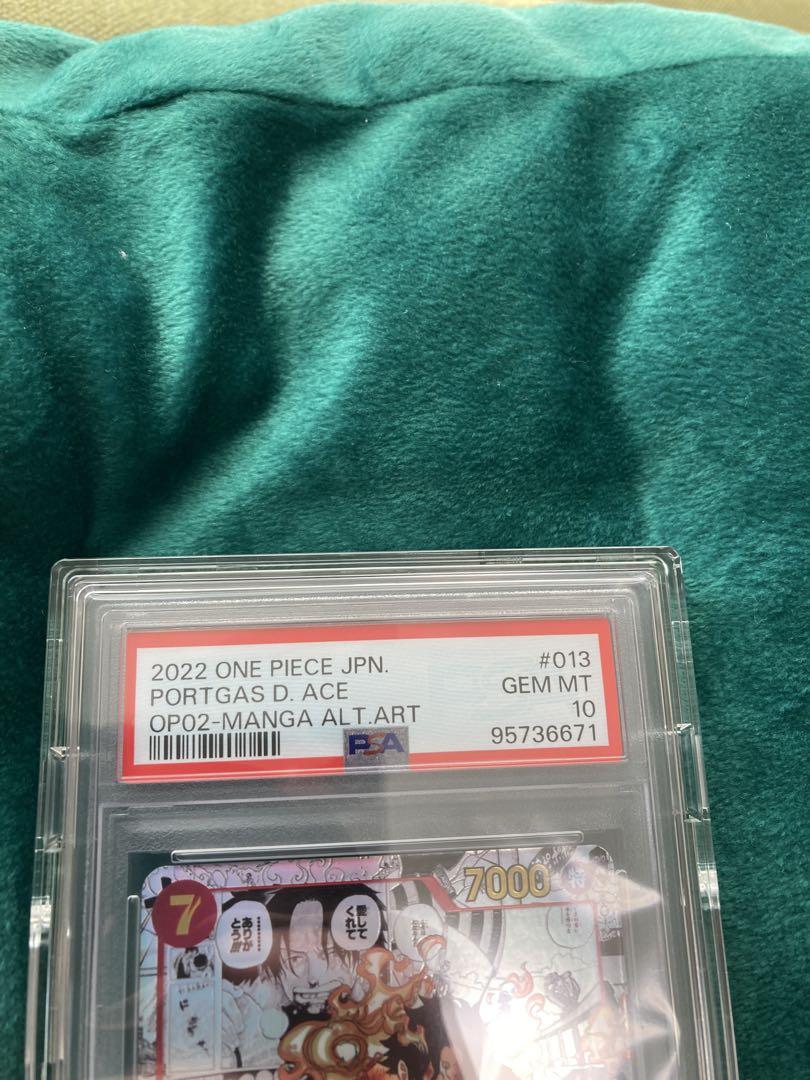 2022 ONE PIECE JPN. #013
PORTGAS D. ACE GEM MT
OP02-MANGA ALT.ART 10
PSA 95736671
7 7000 特
愛して
くれて
………
ありが
とう!!!